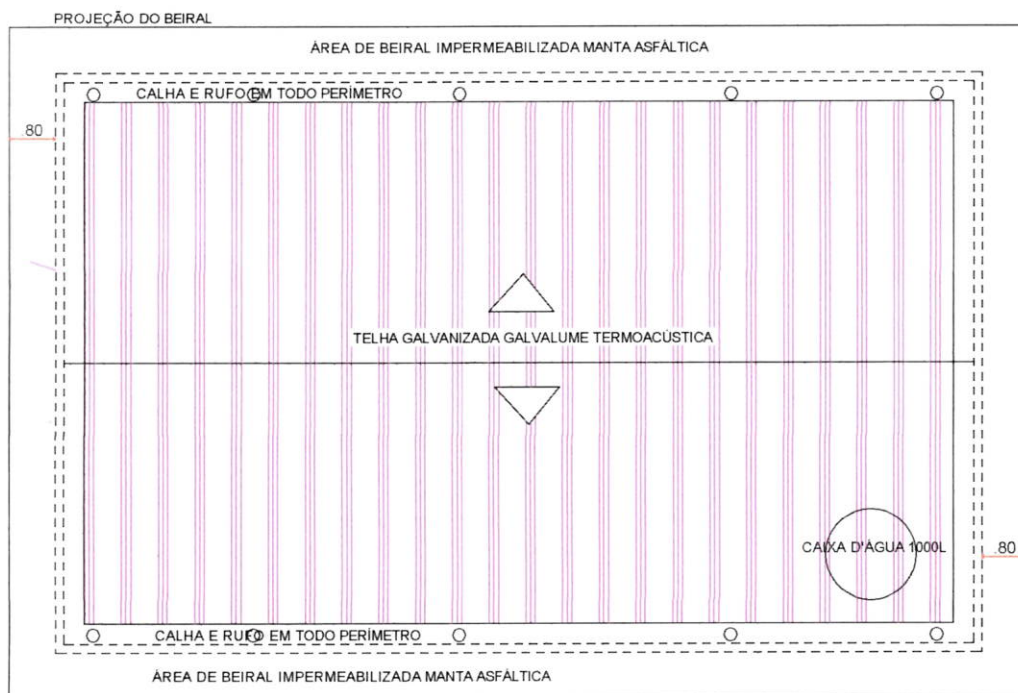 PROJEÇÃO DO BEIRAL
ÁREA DE BEIRAL IMPERMEABILIZADA MANTA ASFÁLTICA
CALHA E RUFO EM TODO PERÍMETRO
.80
TELHA GALVANIZADA GALVALUME TERMOACÚSTICA
CAIXA D'ÁGUA 1000L
.80
CALHA E RUFO EM TODO PERÍMETRO
ÁREA DE BEIRAL IMPERMEABILIZADA MANTA ASFÁLTICA